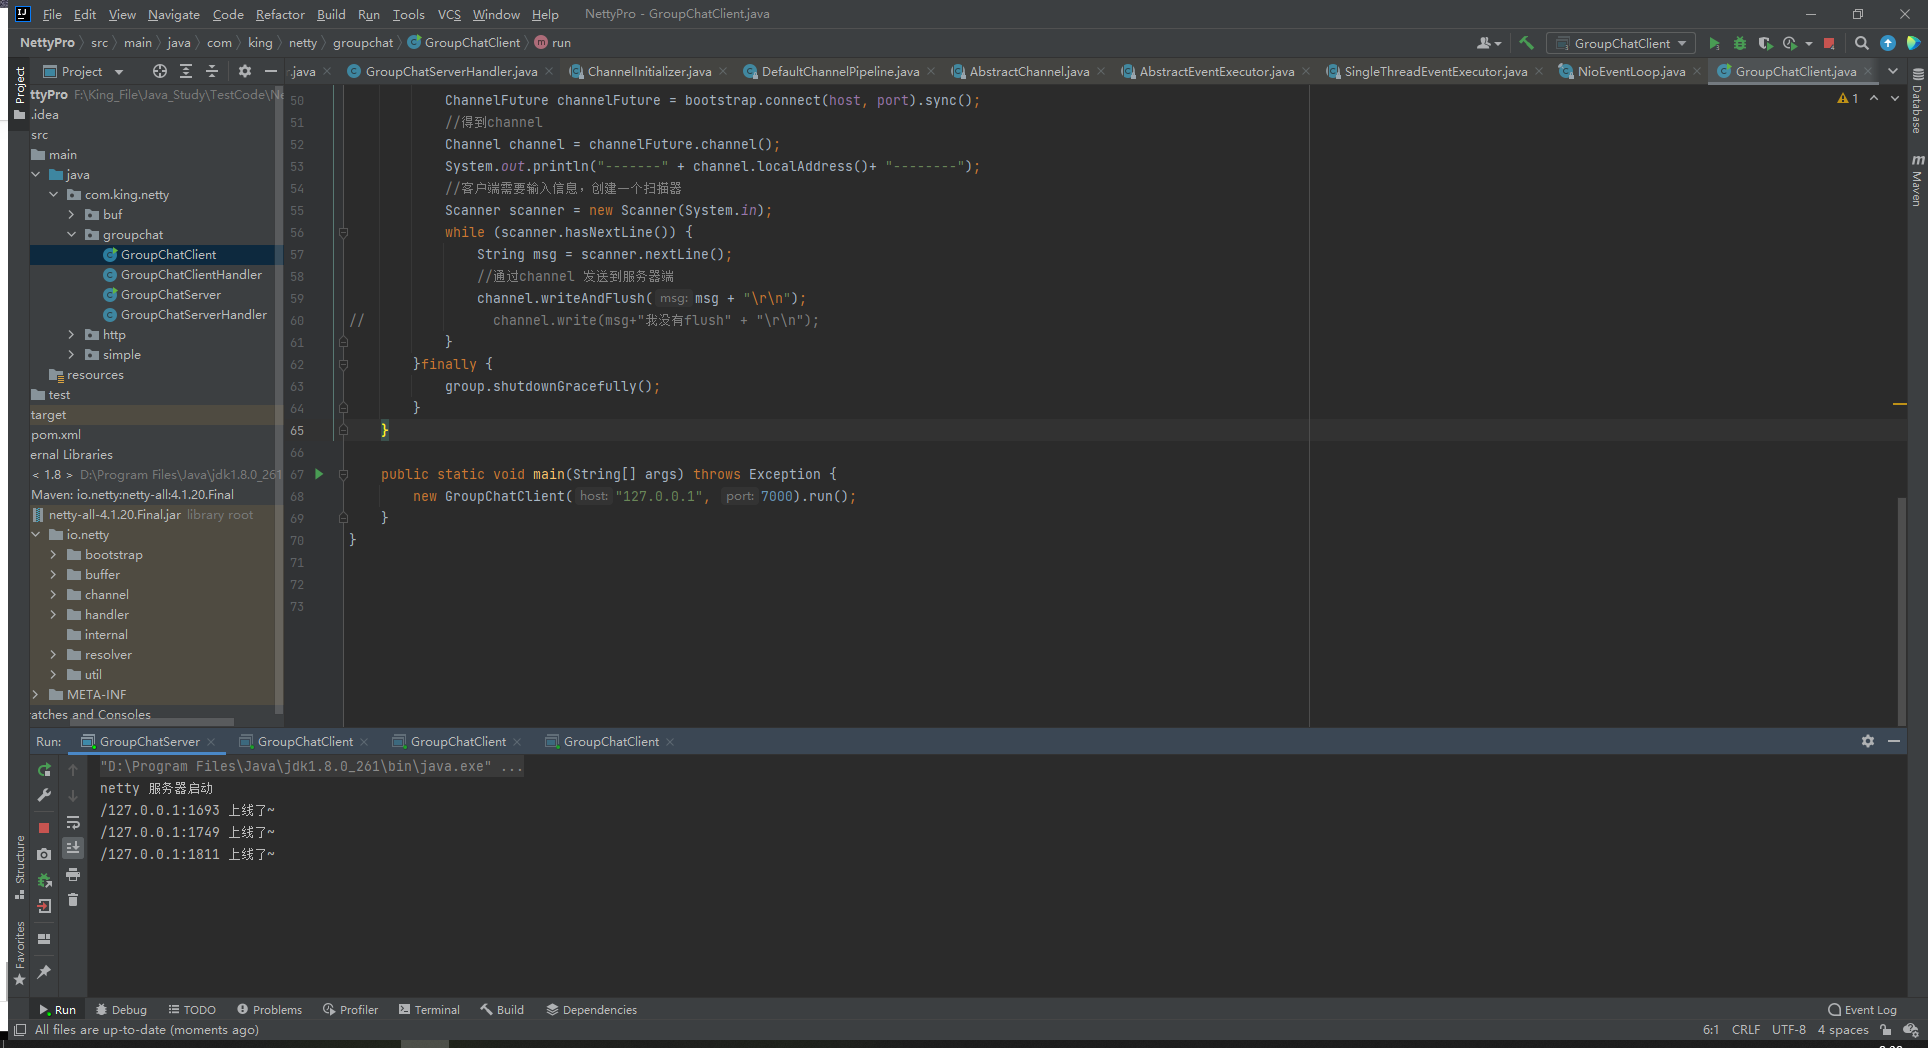 File Edit View Navigate Code Refactor Build Run Tools VCS Window Help NettyPro - GroupChatClient.java
NettyPro src main java com king netty groupchat GroupChatClient run
GroupChatClient
Project
.java GroupChatServerHandler.java ChannelInitializer.java DefaultChannelPipeline.java AbstractChannel.java AbstractEventExecutor.java SingleThreadEventExecutor.java NioEventLoop.java GroupChatClient.java
Project
Database
Maven
Structure
Favorites
ttyPro F:\King_File\Java_Study\TestCode\Ne
.idea
src
main
java
com.king.netty
buf
groupchat
GroupChatClient
GroupChatClientHandler
GroupChatServer
GroupChatServerHandler
http
simple
resources
test
target
pom.xml
ernal Libraries
< 1.8 > D:\Program Files\Java\jdk1.8.0_261
Maven: io.netty:netty-all:4.1.20.Final
netty-all-4.1.20.Final.jar library root
io.netty
bootstrap
buffer
channel
handler
internal
resolver
util
META-INF
ratches and Consoles
1
50 ChannelFuture channelFuture = bootstrap.connect(host, port).sync();
51 //得到channel
52 Channel channel = channelFuture.channel();
53 System.out.println("-------" + channel.localAddress()+ "--------");
54 //客户端需要输入信息，创建一个扫描器
55 Scanner scanner = new Scanner(System.in);
56 while (scanner.hasNextLine()) {
57 String msg = scanner.nextLine();
58 //通过channel 发送到服务器端
59 channel.writeAndFlush( msg: msg + "\r\n");
60 // channel.write(msg+"我没有flush" + "\r\n");
61 }
62 }finally {
63 group.shutdownGracefully();
64 }
65 }
66
67 public static void main(String[] args) throws Exception {
68 new GroupChatClient( host: "127.0.0.1", port: 7000).run();
69 }
70 }
71
72
73
Run: GroupChatServer GroupChatClient GroupChatClient GroupChatClient
"D:\Program Files\Java\jdk1.8.0_261\bin\java.exe" ...
netty 服务器启动
/127.0.0.1:1693 上线了~
/127.0.0.1:1749 上线了~
/127.0.0.1:1811 上线了~
Run Debug TODO Problems Profiler Terminal Build Dependencies Event Log
All files are up-to-date (moments ago) 6:1 CRLF UTF-8 4 spaces